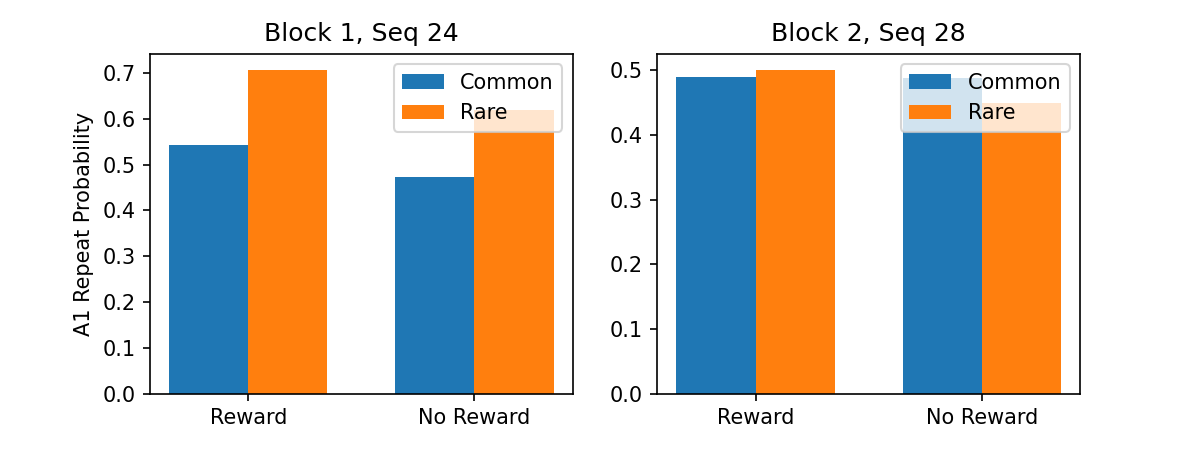 Block 1, Seq 24
A1 Repeat Probability
0.7
0.6
0.5
0.4
0.3
0.2
0.1
0.0
Common
Rare
Reward
No Reward
Block 2, Seq 28
0.5
0.4
0.3
0.2
0.1
0.0
Common
Rare
Reward
No Reward